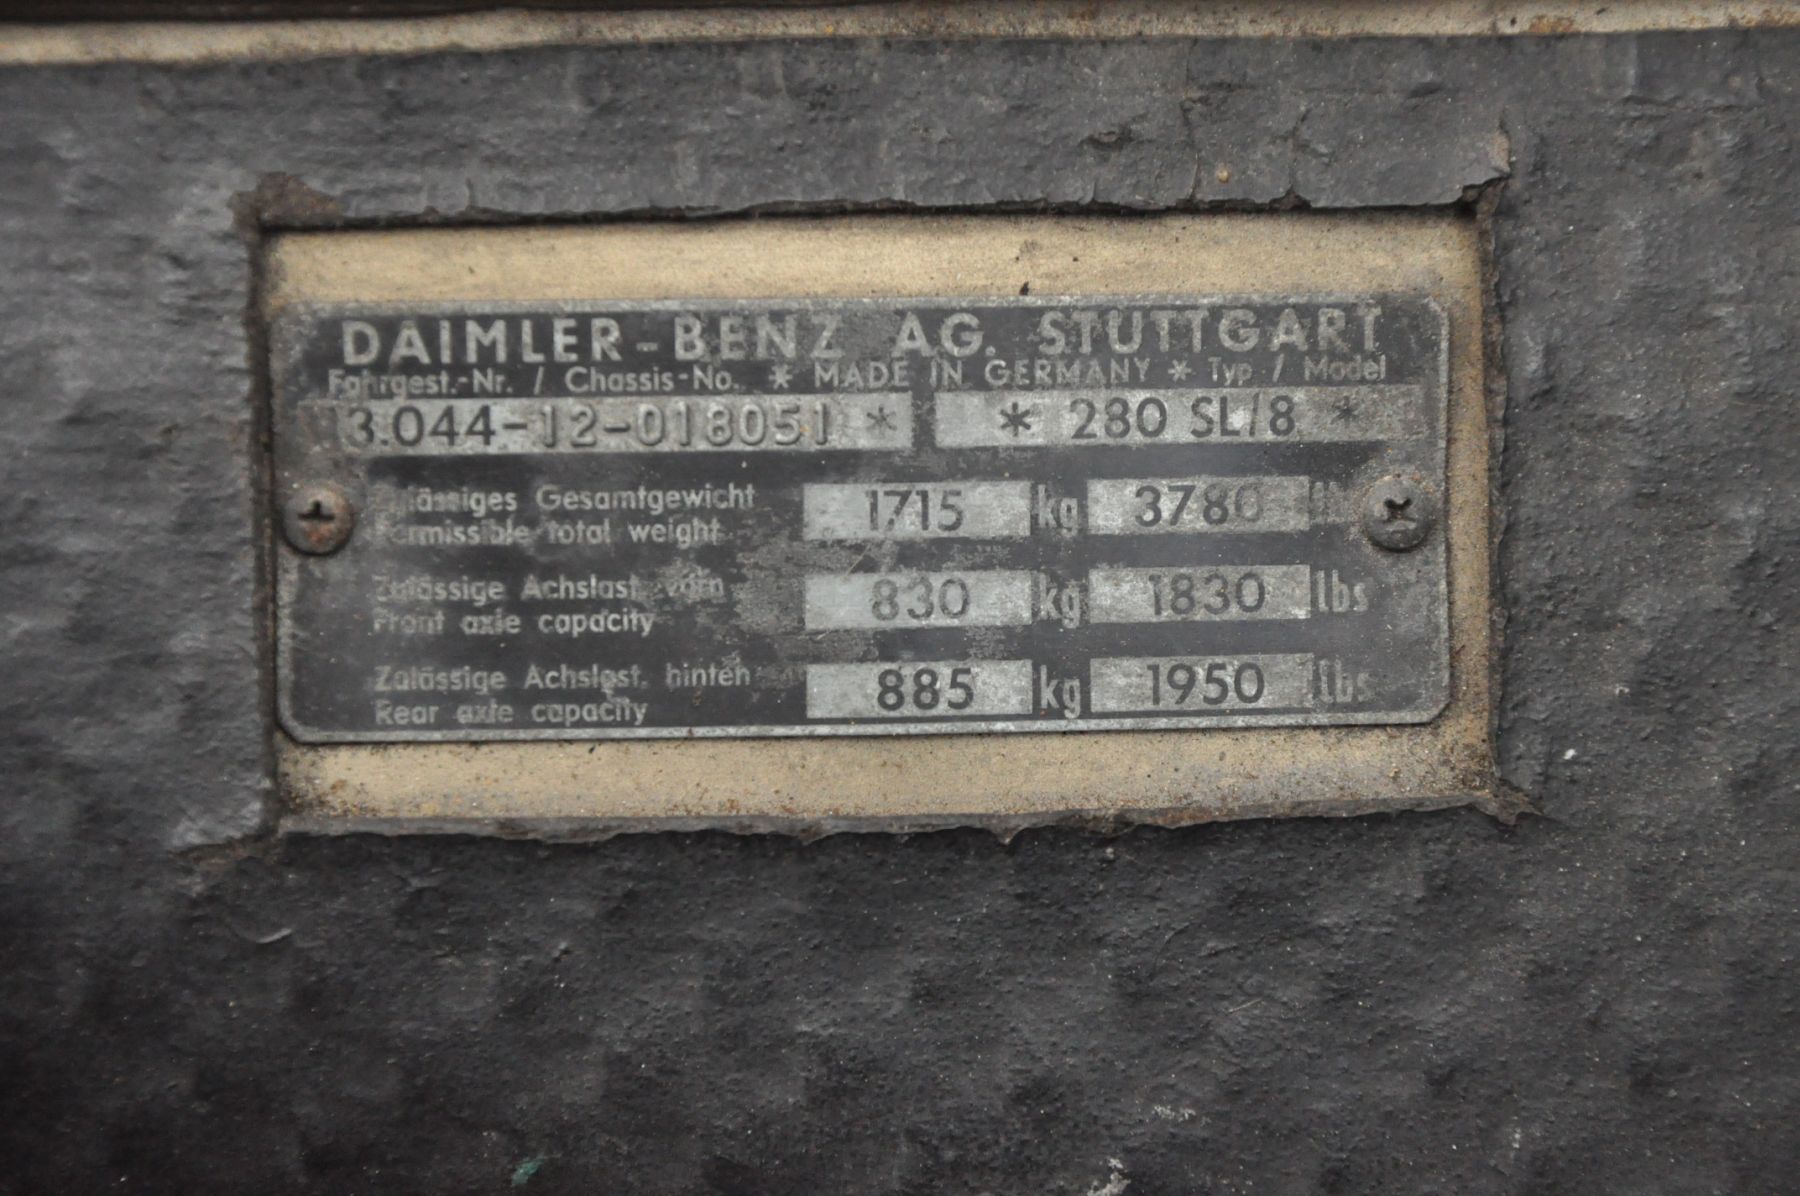 DAIMLER-BENZ AG. STUTTGART
Fahrgest.-Nr. / Chassis-No. * MADE IN GERMANY * Typ / Model
113.044-12-018051 * * 280 SL/8 *
Zulässiges Gesamtgewicht 1715 kg 3780 lbs
Permissible total weight
Zulässige Achslast vorn 830 kg 1830 lbs
Front axle capacity
Zulässige Achslast hinten 885 kg 1950 lbs
Rear axle capacity